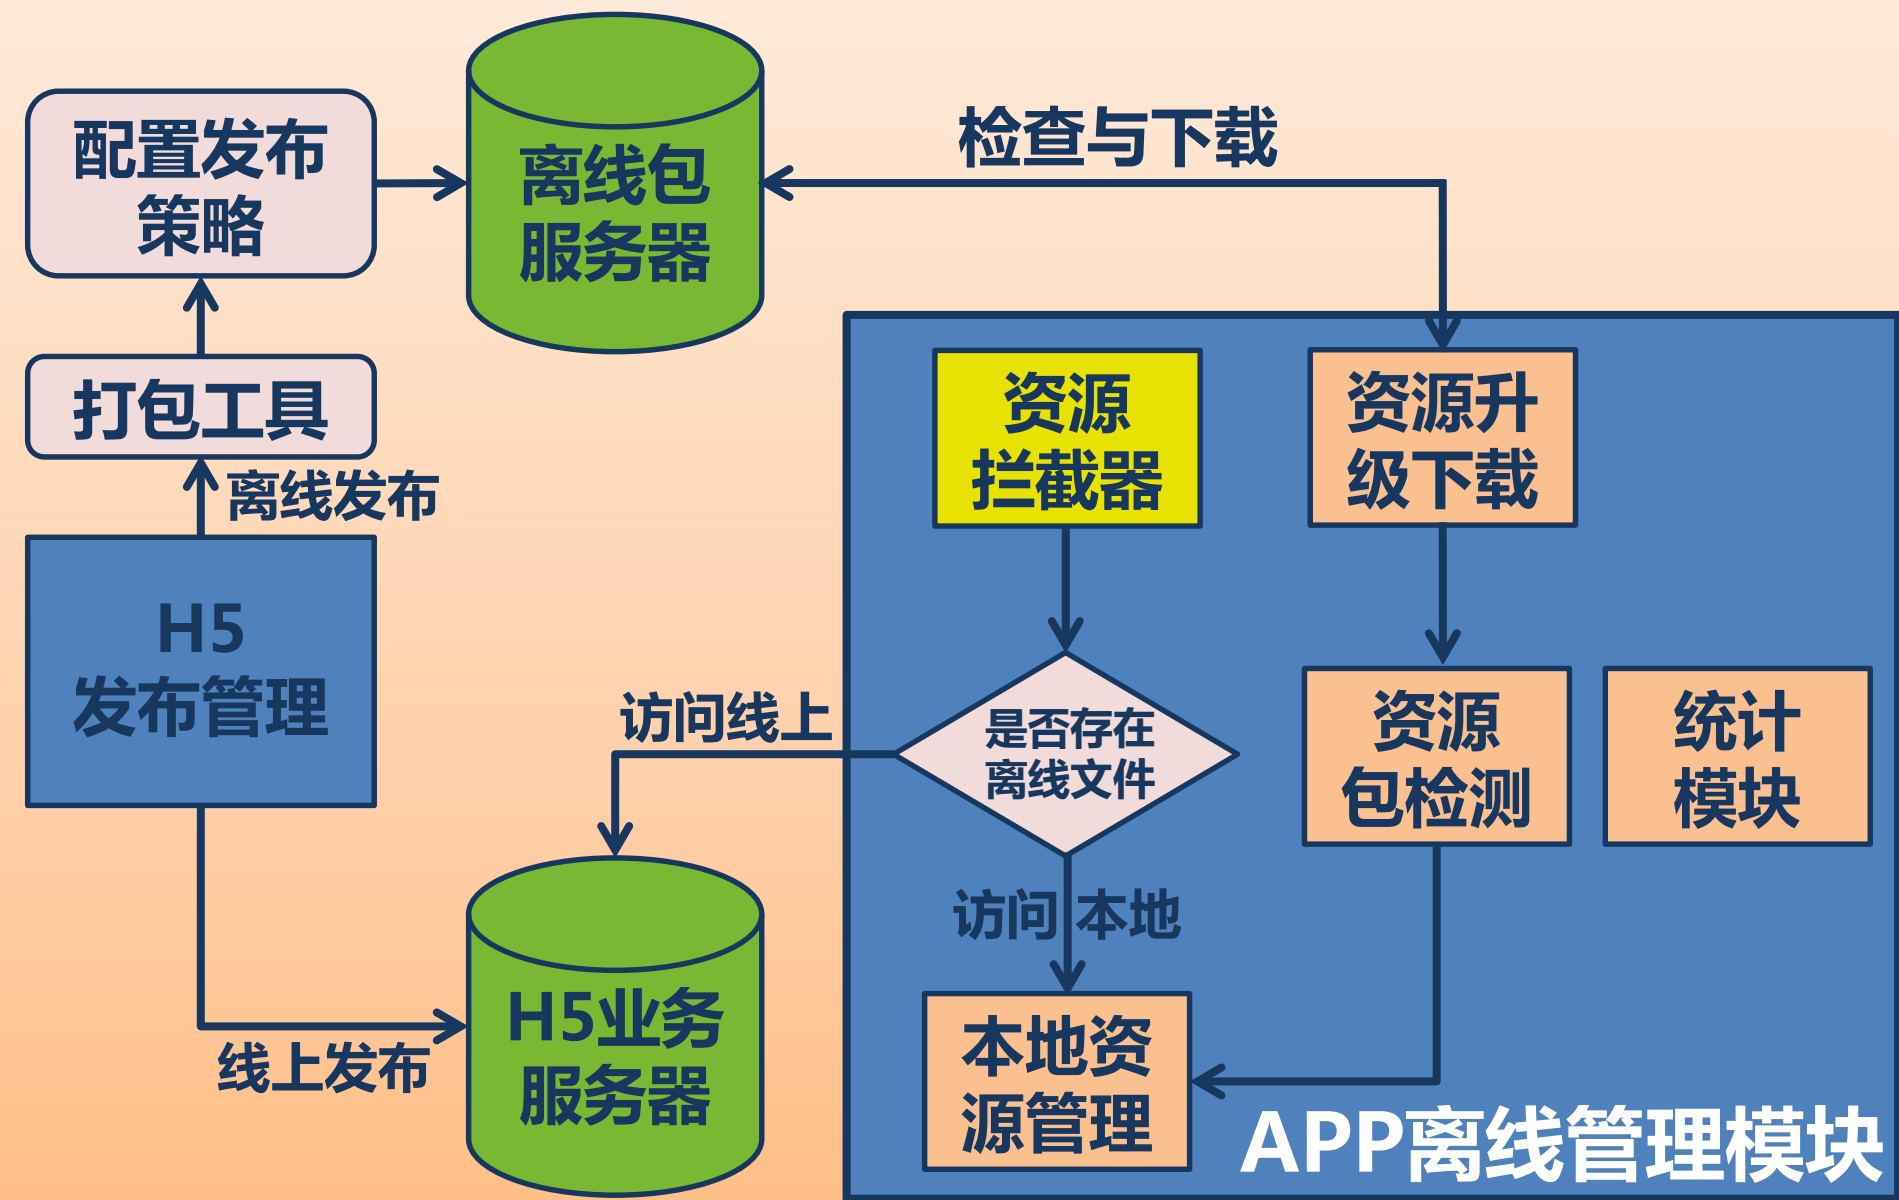 配置发布
策略
离线包
服务器
检查与下载
打包工具
离线发布
H5
发布管理
线上发布
访问线上
H5业务
服务器
资源
拦截器
资源升
级下载
是否存在
离线文件
资源
包检测
统计
模块
访问 本地
本地资
源管理
APP离线管理模块